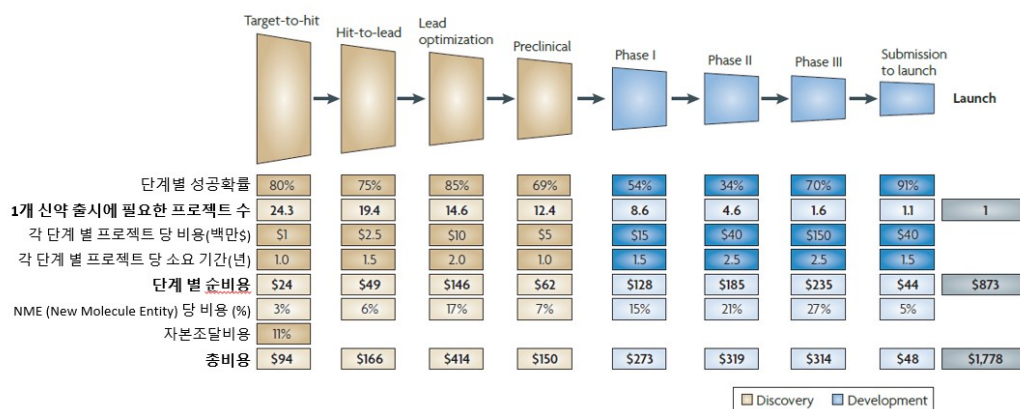 Target-to-hit
Hit-to-lead
Lead
optimization
Preclinical
Phase I
Phase II
Phase III
Submission
to launch
Launch
단계별 성공확률 80% 75% 85% 69% 54% 34% 70% 91%
1개 신약 출시에 필요한 프로젝트 수 24.3 19.4 14.6 12.4 8.6 4.6 1.6 1.1 1
각 단계 별 프로젝트 당 비용(백만$) $1 $2.5 $10 $5 $15 $40 $150 $40
각 단계 별 프로젝트 당 소요 기간(년) 1.0 1.5 2.0 1.0 1.5 2.5 2.5 1.5
단계 별 순비용 $24 $49 $146 $62 $128 $185 $235 $44 $873
NME (New Molecule Entity) 당 비용 (%) 3% 6% 17% 7% 15% 21% 27% 5%
자본조달비용 11%
총비용 $94 $166 $414 $150 $273 $319 $314 $48 $1,778
Discovery Development